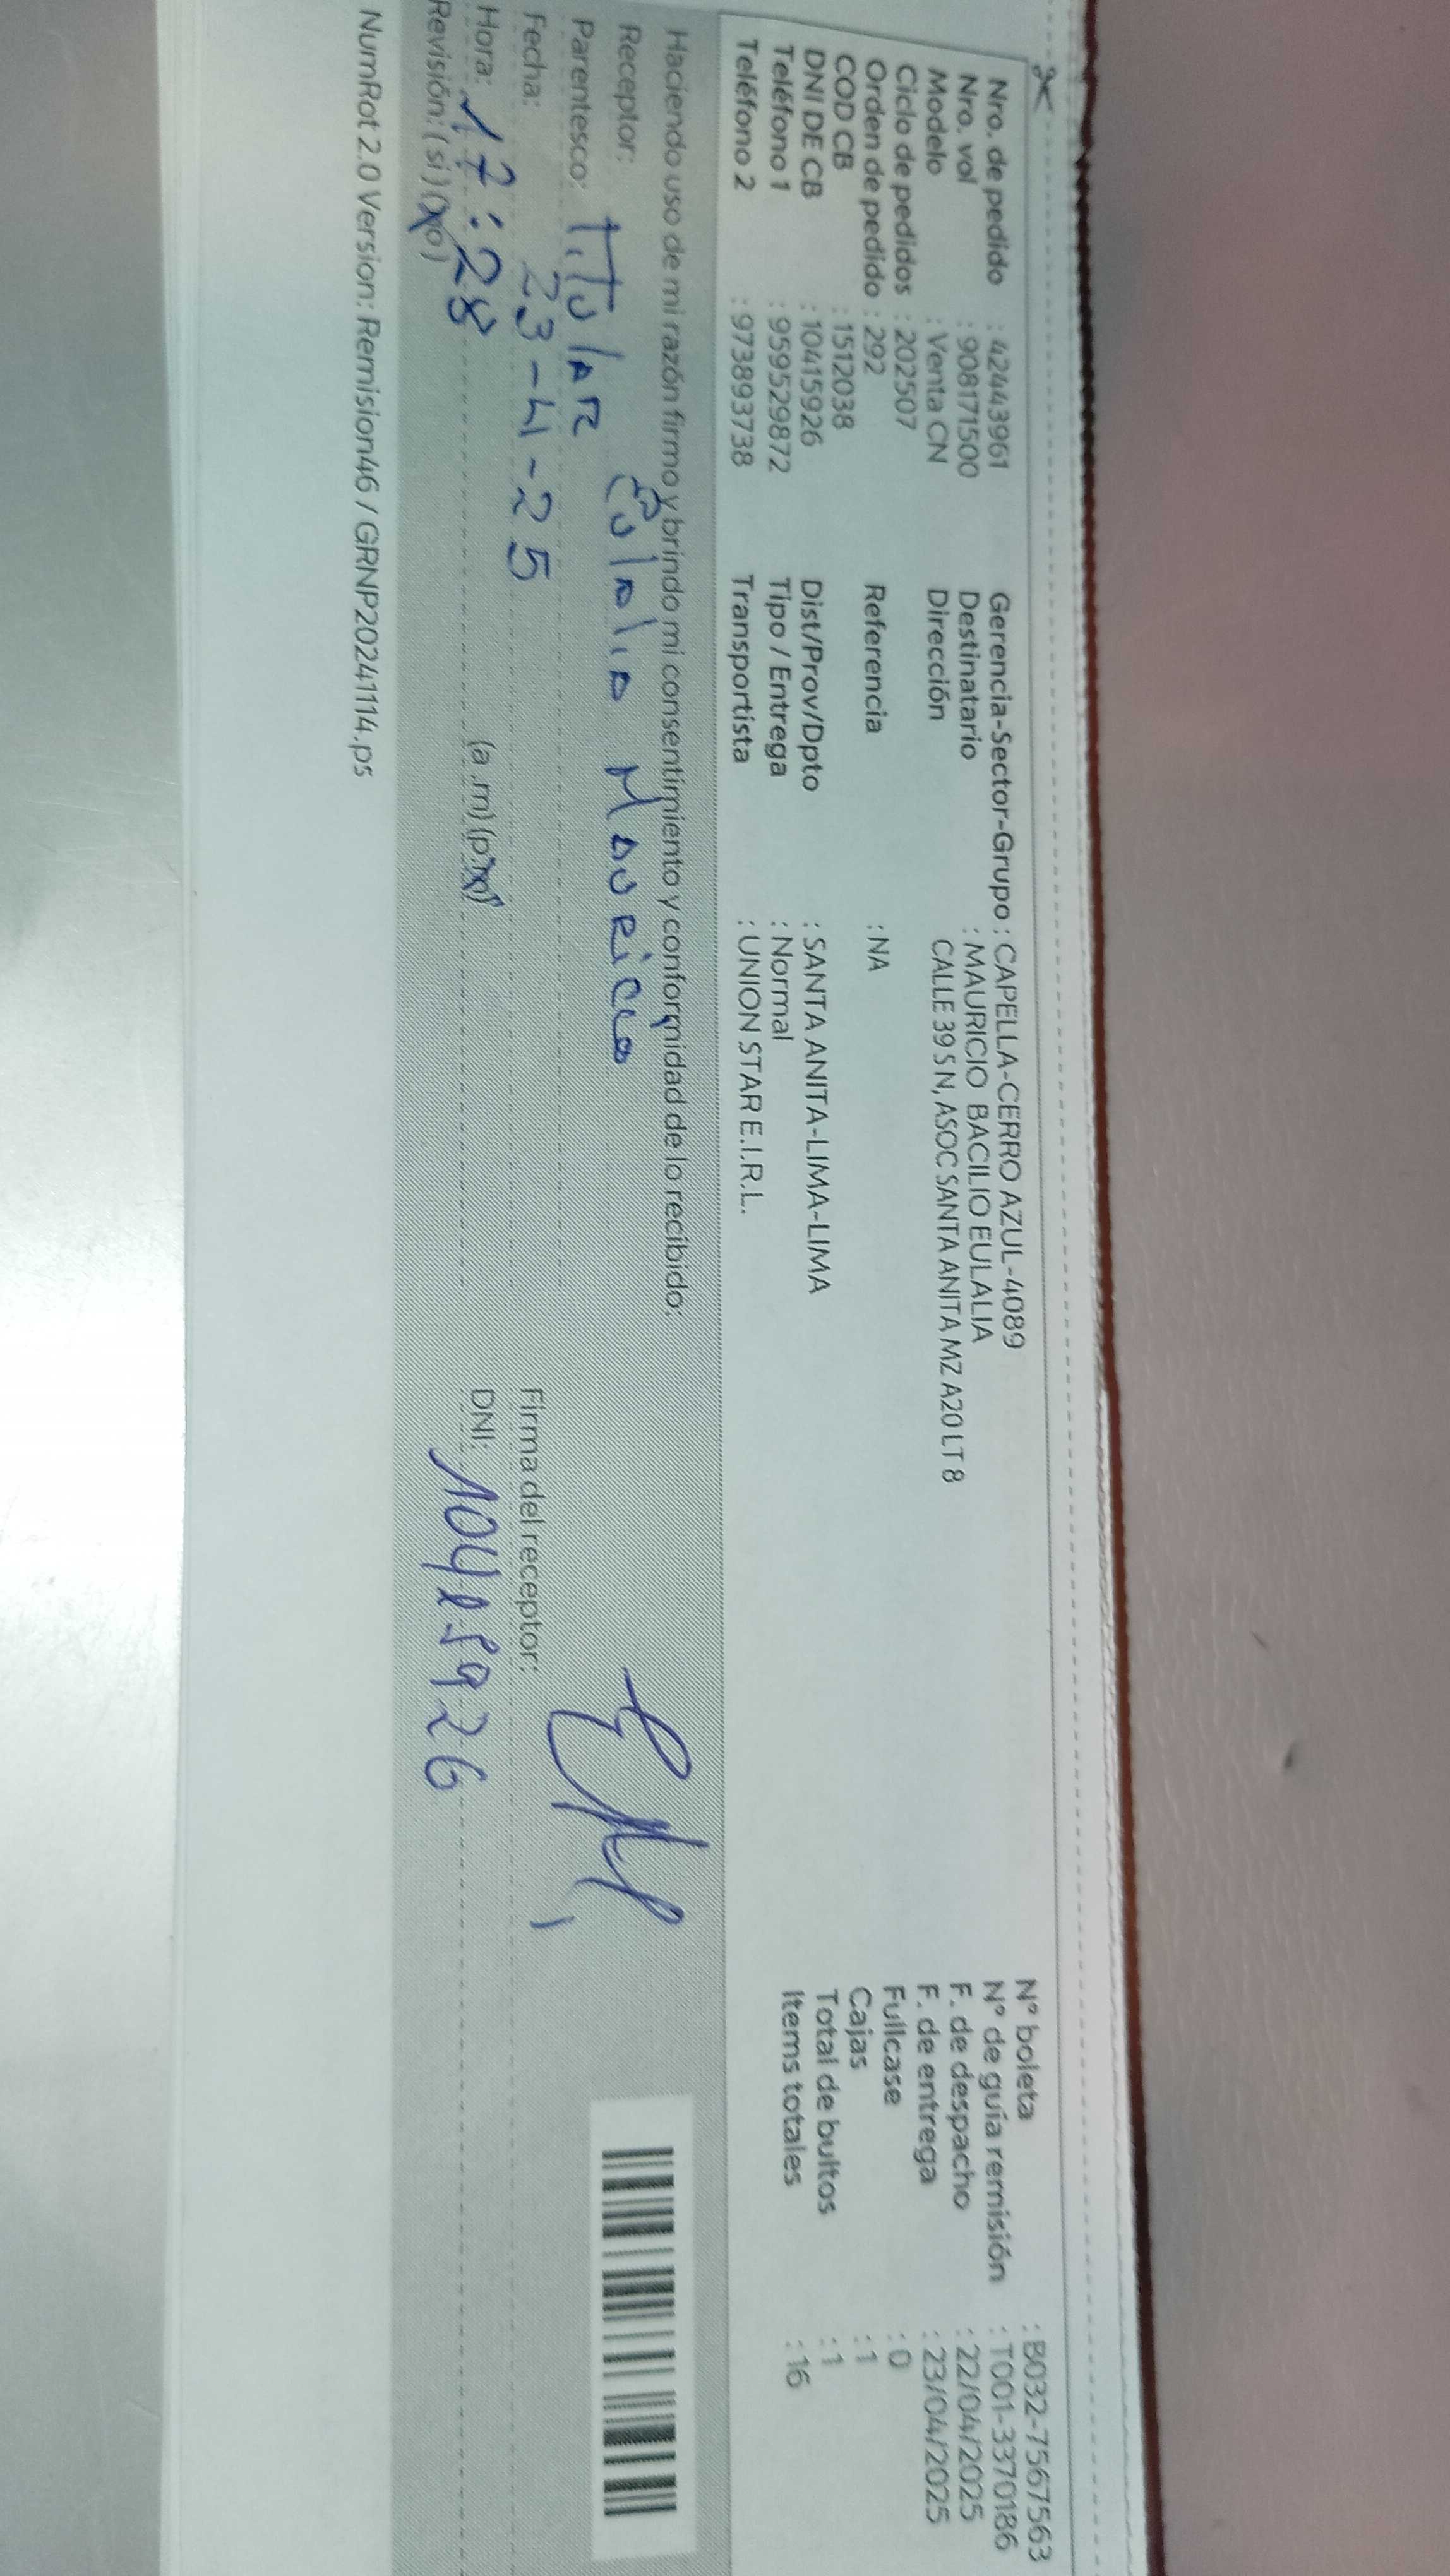 Nro. de pedido : 42443961
Nro. vol : 908171500
Modelo : Venta CN
Ciclo de pedidos : 202507
Orden de pedido : 292
COD CB : 1512038
DNI DE CB : 10415926
Teléfono 1 : 959529872
Teléfono 2 : 973893738
Gerencia-Sector-Grupo : CAPELLA-CERRO AZUL-4089
Destinatario : MAURICIO BACILIO EULALIA
Dirección CALLE 39 S N, ASOC SANTA ANITA MZ A20 LT 8
Referencia : NA
Dist/Prov/Dpto : SANTA ANITA-LIMA-LIMA
Tipo / Entrega : Normal
Transportista : UNION STAR E.I.R.L.
N° boleta : B032-7567563
N° de guía remisión : T001-3370186
F. de despacho : 22/04/2025
F. de entrega : 23/04/2025
Fullcase : 0
Cajas : 1
Total de bultos : 1
Items totales : 16
Haciendo uso de mi razón firmo y brindo mi consentimiento y conformidad de lo recibido:
Receptor: Eulalia Mauricio
Parentesco: TiTular
Fecha: 23-4-25
Hora: 17:28 (a.m) (p.m)
Revisión: ( si ) ( no )
Firma del receptor:
DNI: 10415926
NumRot 2.0 Version: Remision46 / GRNP20241114.ps